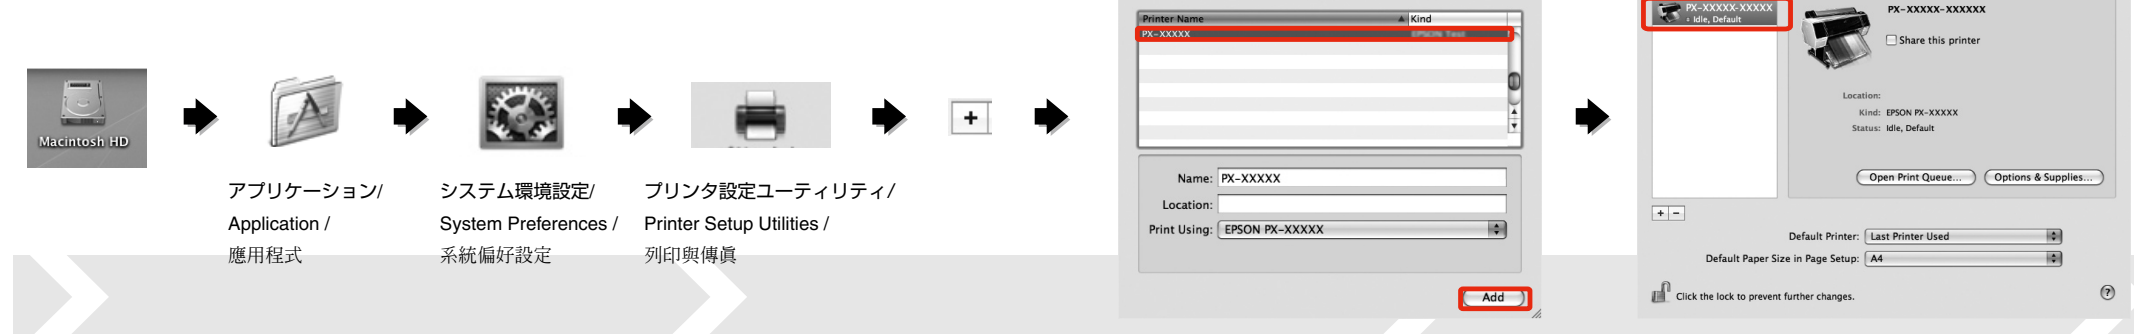 Macintosh HD
アプリケーション/
Application /
應用程式
システム環境設定/
System Preferences /
系統偏好設定
プリンタ設定ユーティリティ/
Printer Setup Utilities /
列印與傳真
+
Printer Name
Kind
PX-XXXXX
EPSON Test
Name: PX-XXXXX
Location:
Print Using: EPSON PX-XXXXX
Add
PX-XXXXX-XXXXX
• Idle, Default
PX-XXXXX-XXXXXX
Share this printer
Location:
Kind: EPSON PX-XXXXX
Status: Idle, Default
Open Print Queue...
Options & Supplies...
+ −
Default Printer: Last Printer Used
Default Paper Size in Page Setup: A4
Click the lock to prevent further changes.
?